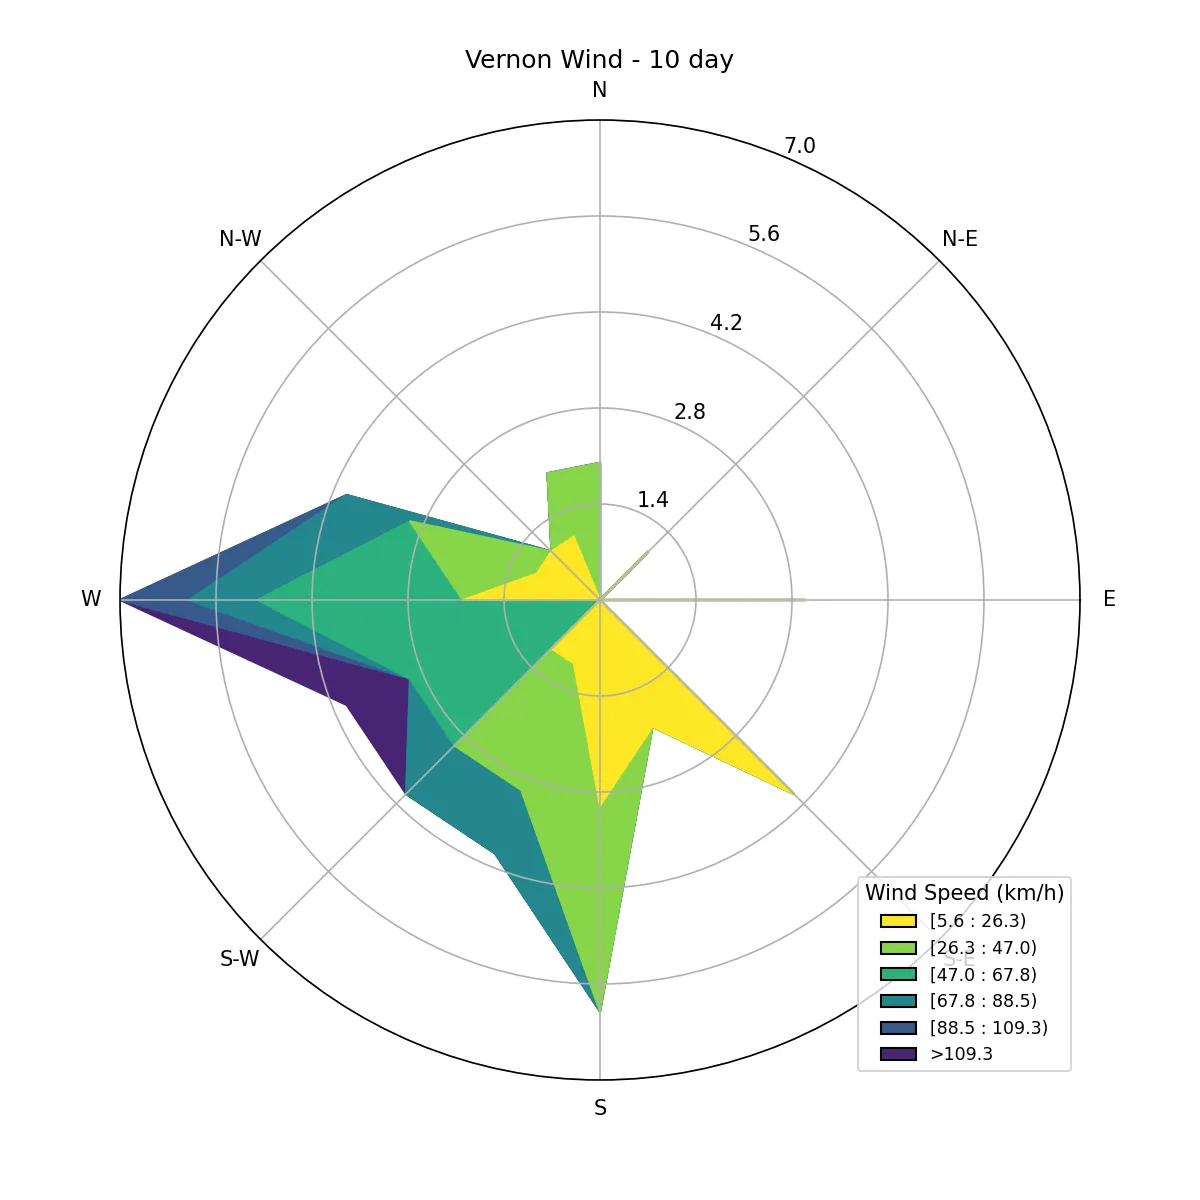 Vernon Wind - 10 day
N
7.0
N-W
5.6
N-E
4.2
2.8
1.4
W
E
Wind Speed (km/h)
[5.6 : 26.3)
[26.3 : 47.0)
S-W
S-E
[47.0 : 67.8)
[67.8 : 88.5)
[88.5 : 109.3)
>109.3
S